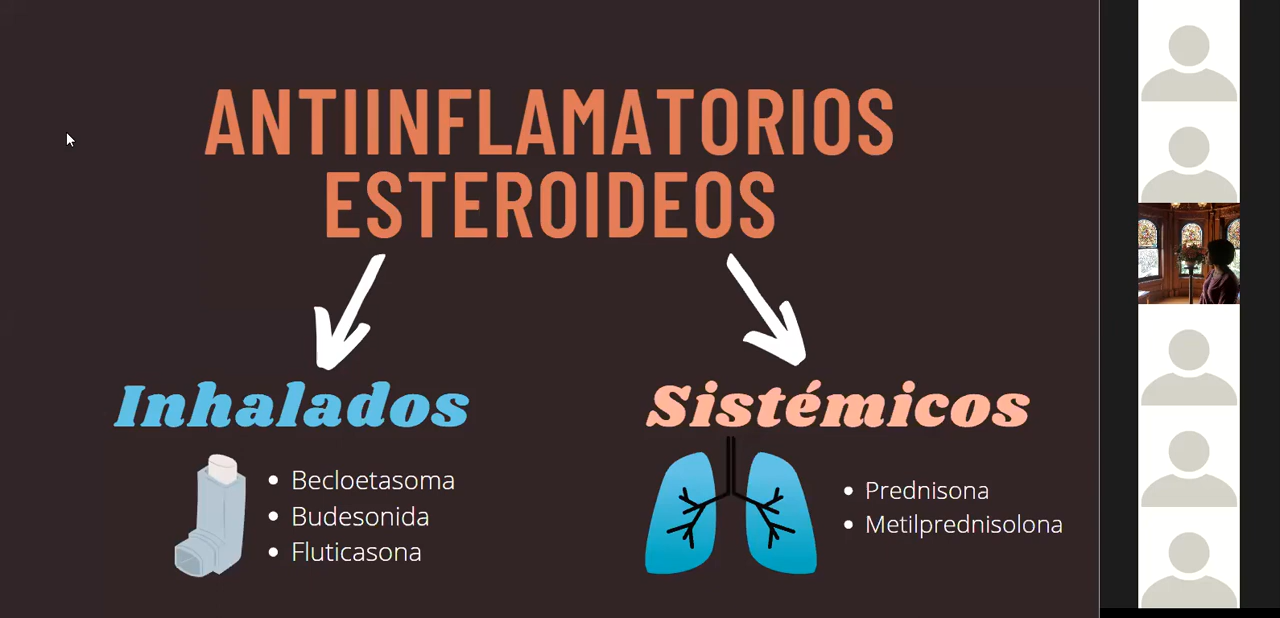 ANTIINFLAMATORIOS
ESTEROIDEOS
Inhalados
Becloetasoma
Budesonida
Fluticasona
Sistémicos
Prednisona
Metilprednisolona